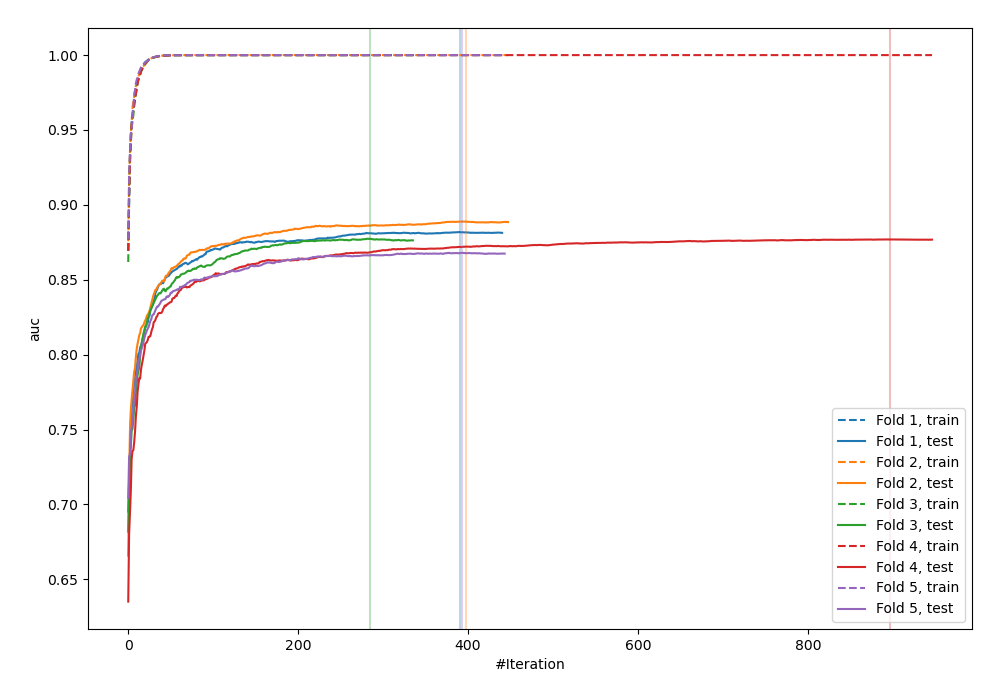 1.00
0.95
0.90
0.85
0.80
0.75
0.70
0.65
auc
0
200
400
600
800
#Iteration
Fold 1, train
Fold 1, test
Fold 2, train
Fold 2, test
Fold 3, train
Fold 3, test
Fold 4, train
Fold 4, test
Fold 5, train
Fold 5, test